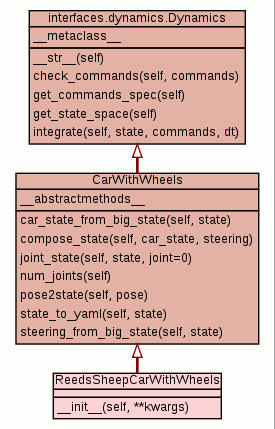 interfaces.dynamics.Dynamics
__metaclass__
__str__(self)
check_commands(self, commands)
get_commands_spec(self)
get_state_space(self)
integrate(self, state, commands, dt)
CarWithWheels
__abstractmethods__
car_state_from_big_state(self, state)
compose_state(self, car_state, steering)
joint_state(self, state, joint=0)
num_joints(self)
pose2state(self, pose)
state_to_yaml(self, state)
steering_from_big_state(self, state)
ReedsSheepCarWithWheels
__init__(self, **kwargs)